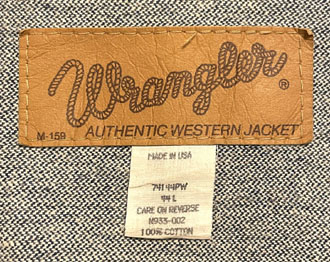 Wrangler®
M-159 AUTHENTIC WESTERN JACKET
MADE IN USA
74144PW
44 L
CARE ON REVERSE
N933-002
100% COTTON